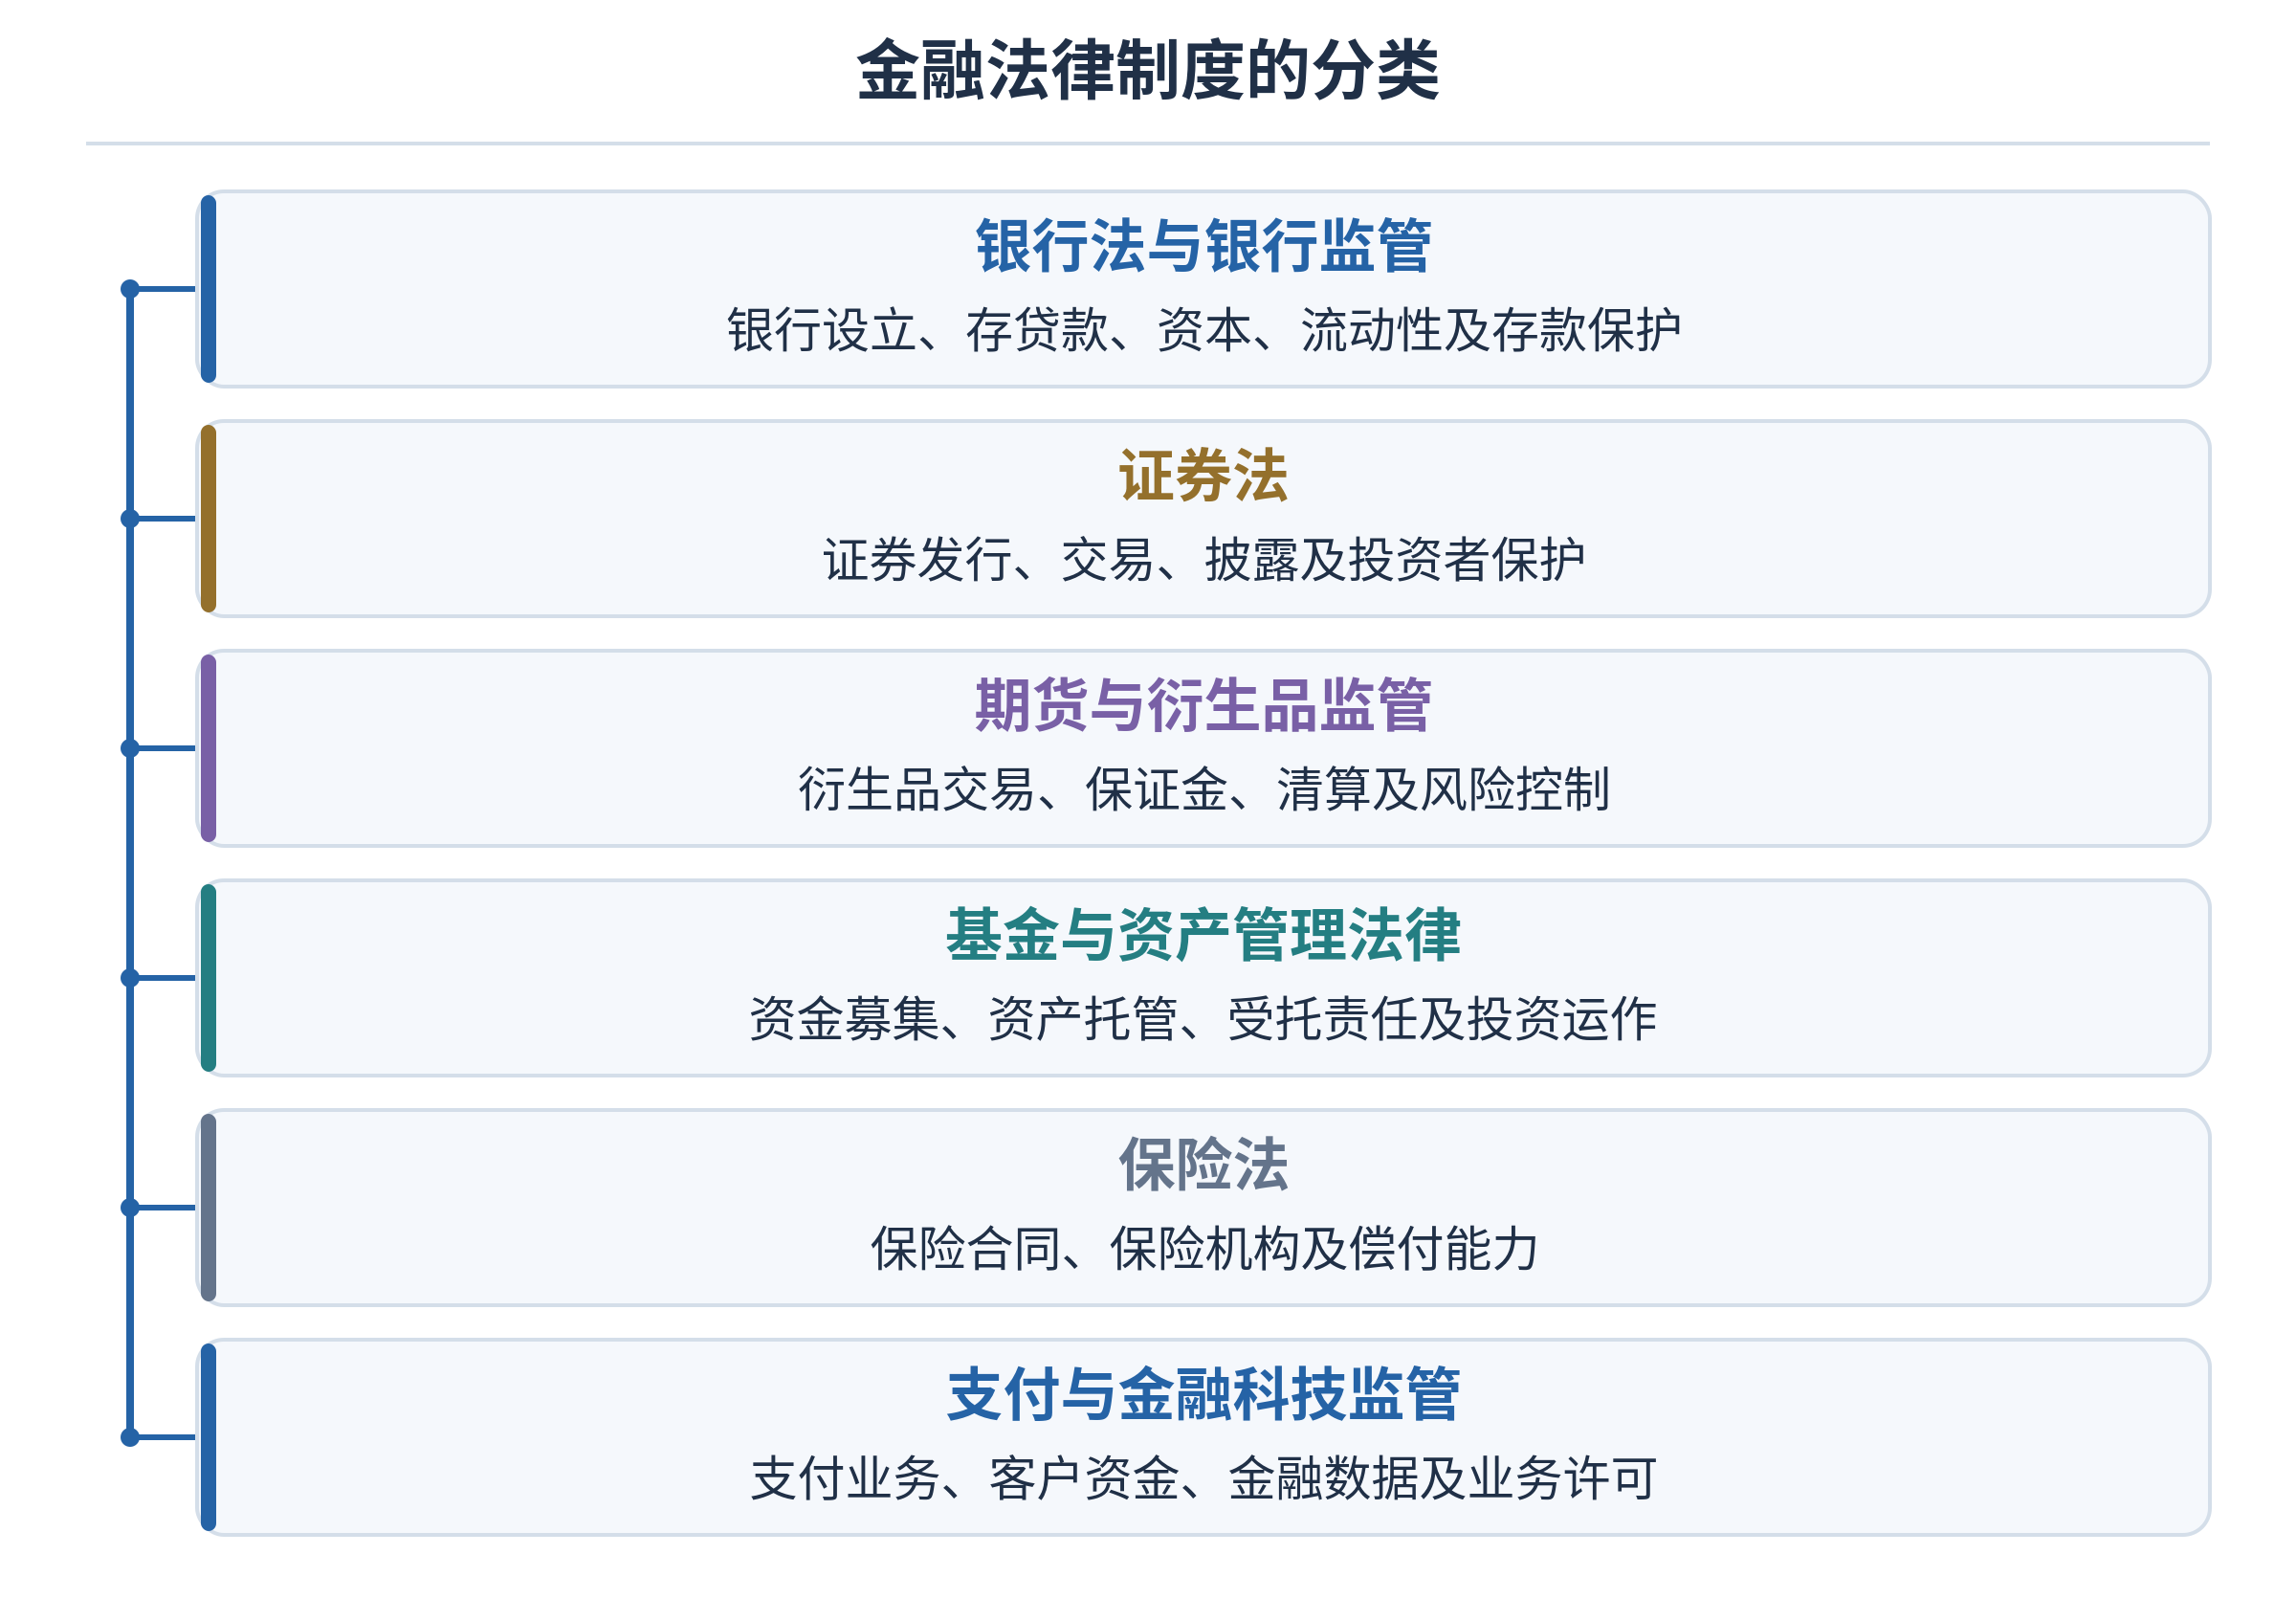 金融法律制度的分类
银行法与银行监管
银行设立、存贷款、资本、流动性及存款保护
证券法
证券发行、交易、披露及投资者保护
期货与衍生品监管
衍生品交易、保证金、清算及风险控制
基金与资产管理法律
资金募集、资产托管、受托责任及投资运作
保险法
保险合同、保险机构及偿付能力
支付与金融科技监管
支付业务、客户资金、金融数据及业务许可